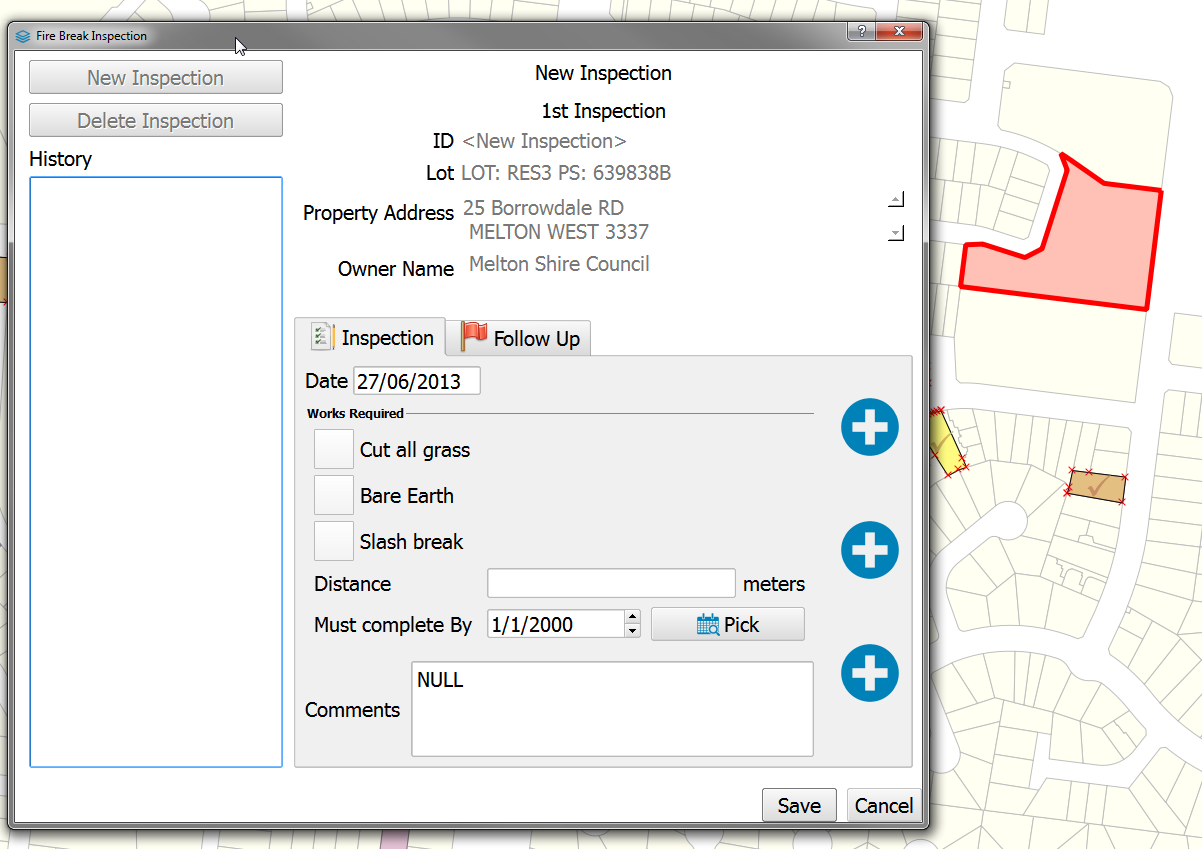 Fire Break Inspection
?
New Inspection
Delete Inspection
History
New Inspection
1st Inspection
ID <New Inspection>
Lot LOT: RES3 PS: 639838B
Property Address 25 Borrowdale RD
MELTON WEST 3337
Owner Name Melton Shire Council
Inspection Follow Up
Date 27/06/2013
Works Required
Cut all grass
Bare Earth
Slash break
Distance meters
Must complete By 1/1/2000 Pick
Comments NULL
Save Cancel